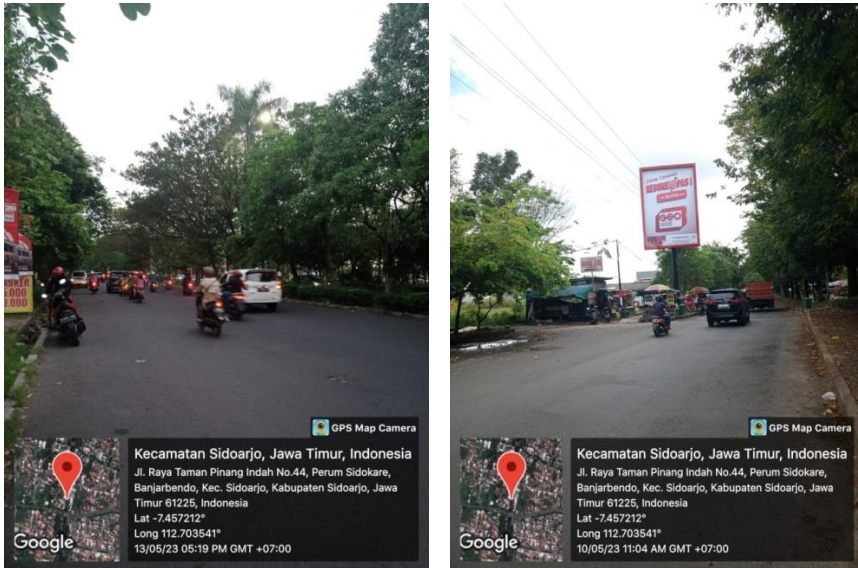 GPS Map Camera
Kecamatan Sidoarjo, Jawa Timur, Indonesia
Jl. Raya Taman Pinang Indah No.44, Perum Sidokare,
Banjarbendo, Kec. Sidoarjo, Kabupaten Sidoarjo, Jawa
Timur 61225, Indonesia
Lat -7.457212°
Long 112.703541°
13/05/23 05:19 PM GMT +07:00
Google
GPS Map Camera
Kecamatan Sidoarjo, Jawa Timur, Indonesia
Jl. Raya Taman Pinang Indah No.44, Perum Sidokare,
Banjarbendo, Kec. Sidoarjo, Kabupaten Sidoarjo, Jawa
Timur 61225, Indonesia
Lat -7.457212°
Long 112.703541°
10/05/23 11:04 AM GMT +07:00
Google